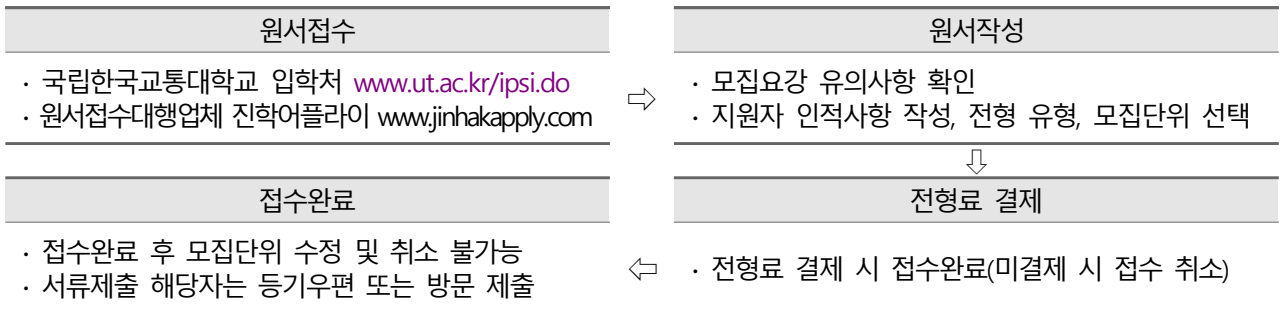 원서접수
· 국립한국교통대학교 입학처 www.ut.ac.kr/ipsi.do
· 원서접수대행업체 진학어플라이 www.jinhakapply.com
⇨
원서작성
· 모집요강 유의사항 확인
· 지원자 인적사항 작성, 전형 유형, 모집단위 선택
⇩
전형료 결제
· 전형료 결제 시 접수완료(미결제 시 접수 취소)
⇦
접수완료
· 접수완료 후 모집단위 수정 및 취소 불가능
· 서류제출 해당자는 등기우편 또는 방문 제출